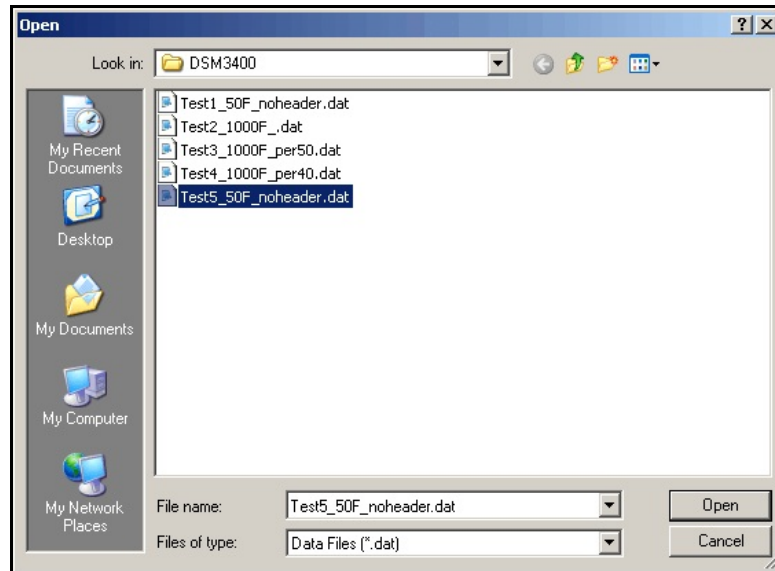 Open
Look in:
DSM3400
My Recent
Documents
Desktop
My Documents
My Computer
My Network
Places
Test1_50F_noheader.dat
Test2_1000F_.dat
Test3_1000F_per50.dat
Test4_1000F_per40.dat
Test5_50F_noheader.dat
File name:
Test5_50F_noheader.dat
Open
Files of type:
Data Files (*.dat)
Cancel